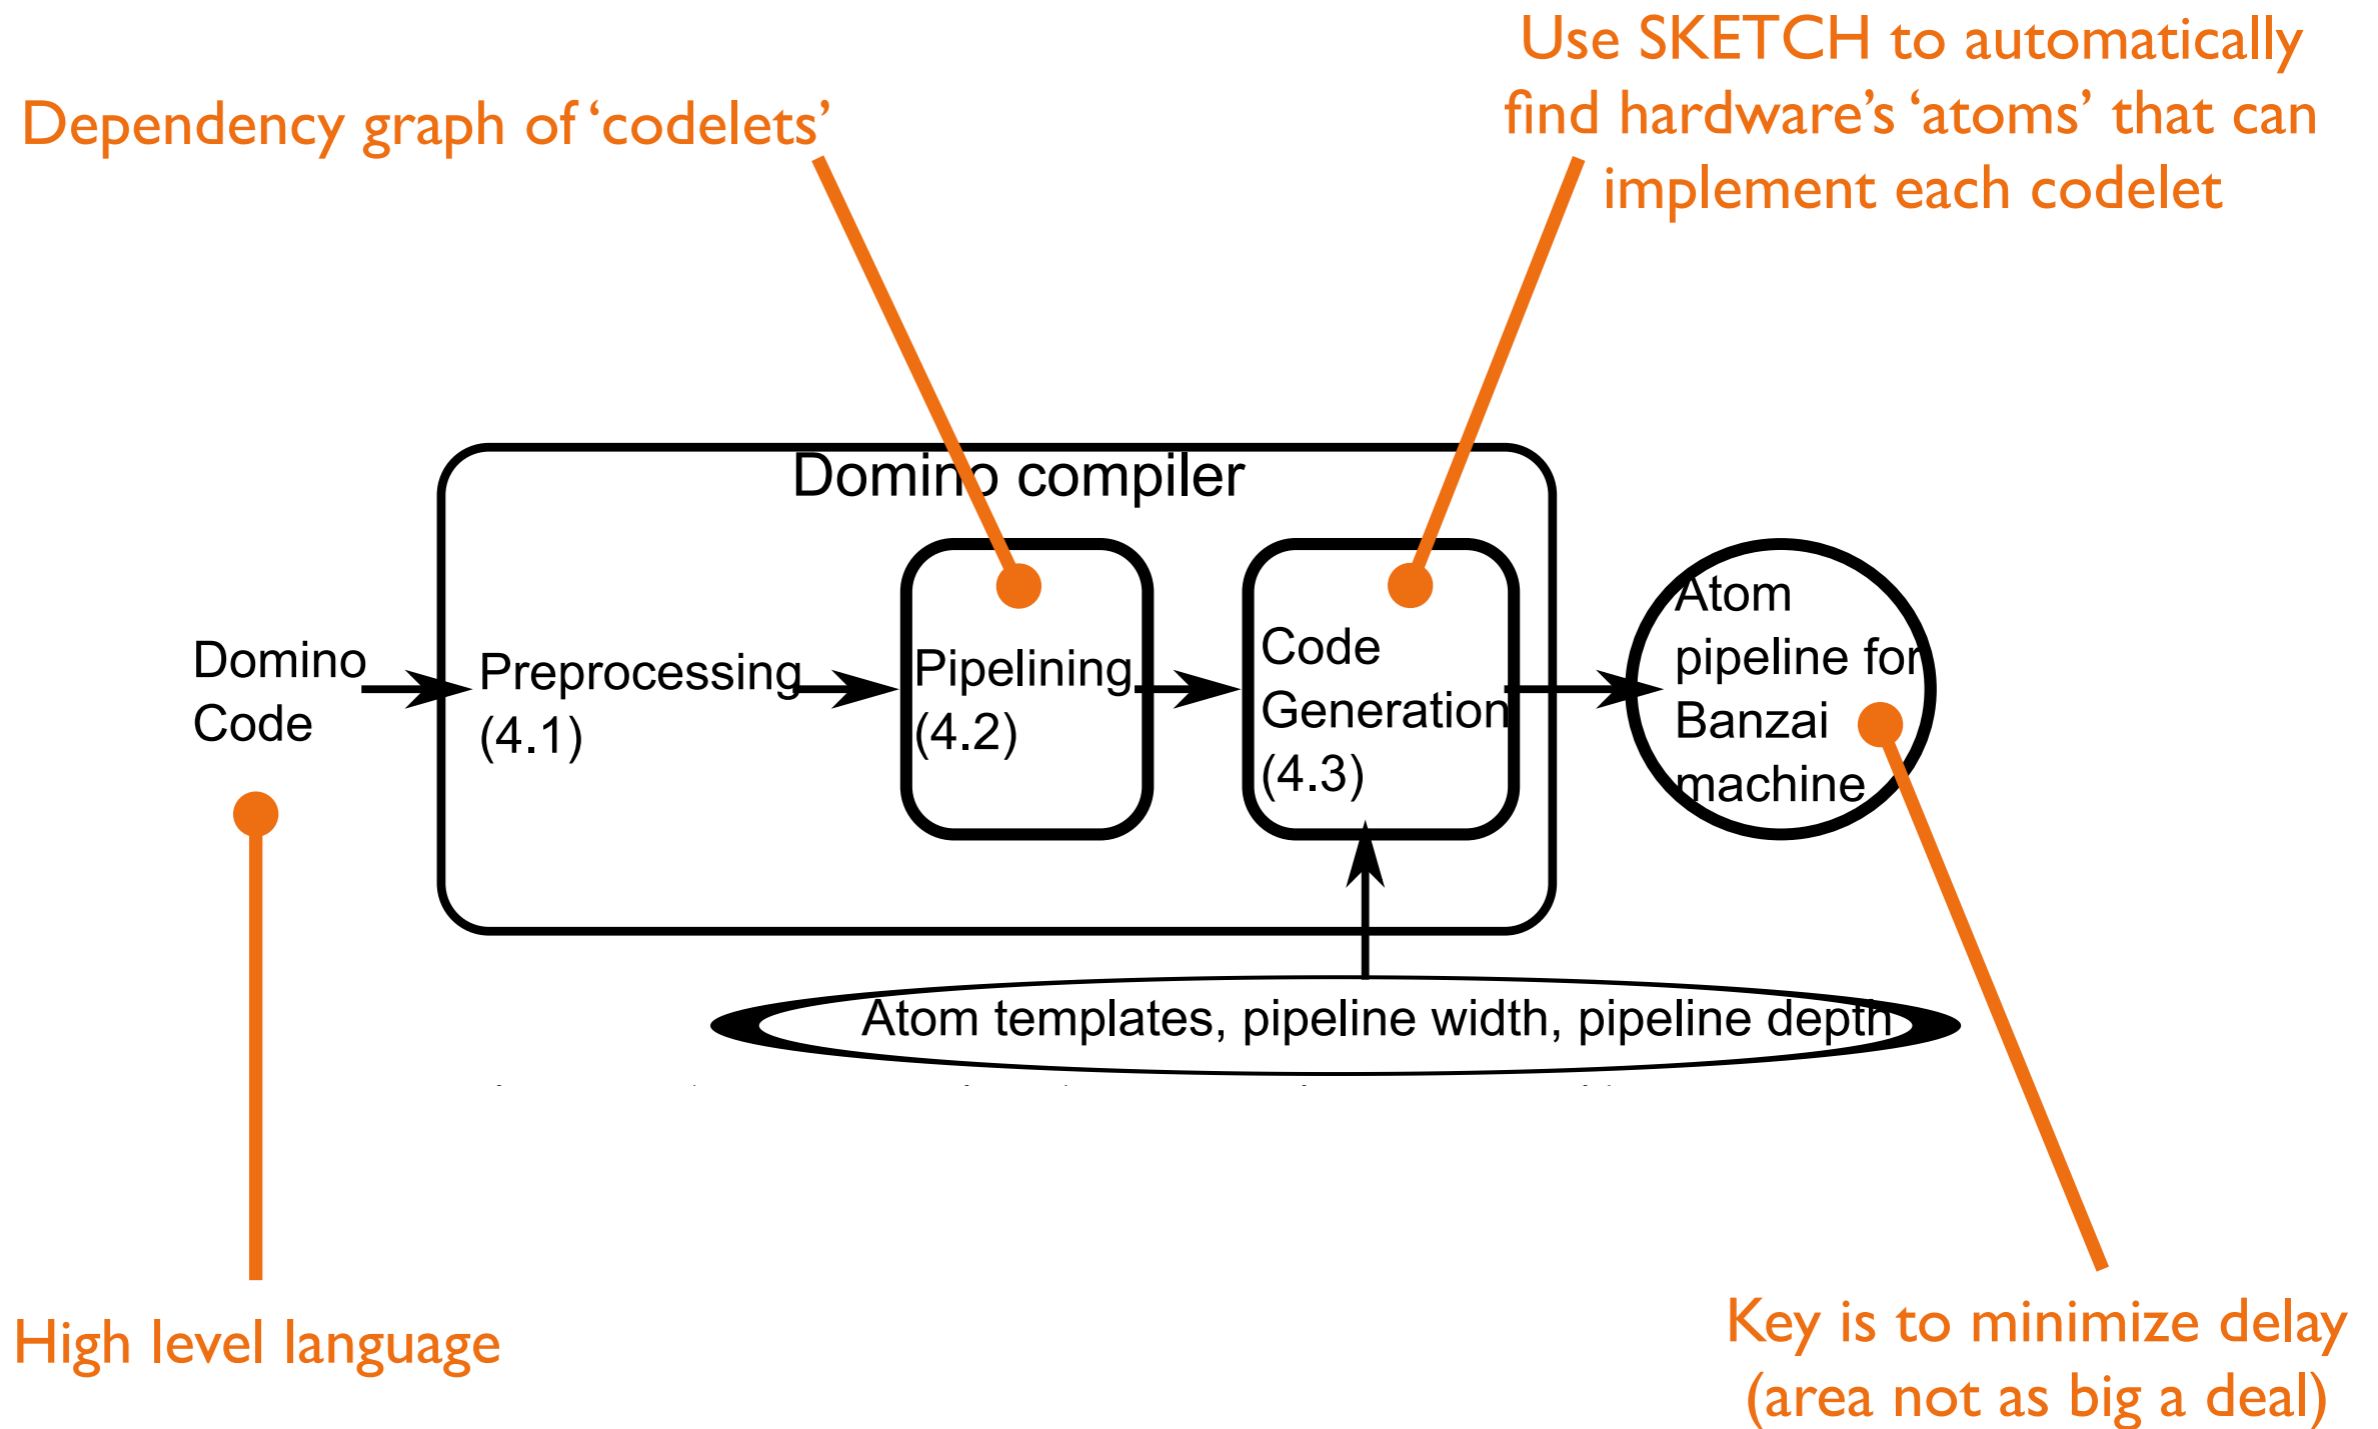 Use SKETCH to automatically
find hardware’s ‘atoms’ that can
implement each codelet
Dependency graph of ‘codelets’
Domino compiler
Domino
Code
Preprocessing
(4.1)
Pipelining
(4.2)
Code
Generation
(4.3)
Atom
pipeline for
Banzai
machine
Atom templates, pipeline width, pipeline depth
High level language
Key is to minimize delay
(area not as big a deal)